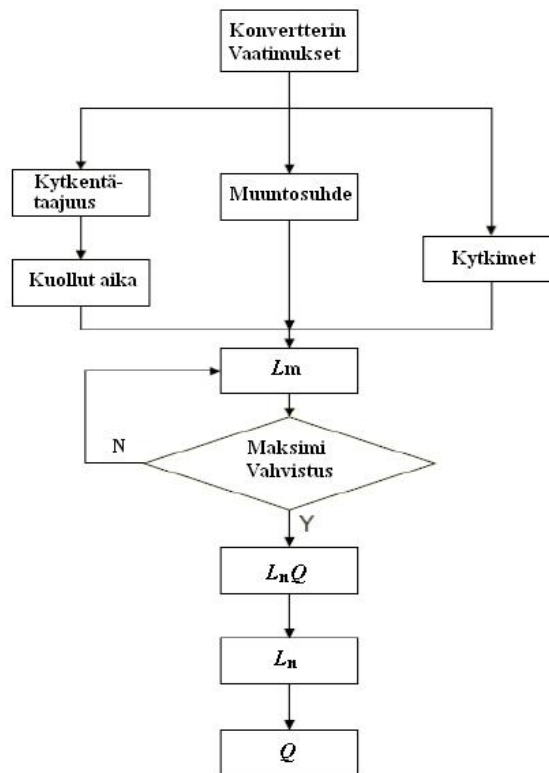 Konvertterin
Vaatimukset
Kytkentä-
taajuus
Muuntosuhde
Kytkimet
Kuollut aika
Lm
N
Maksimi
Vahvistus
Y
LnQ
Ln
Q